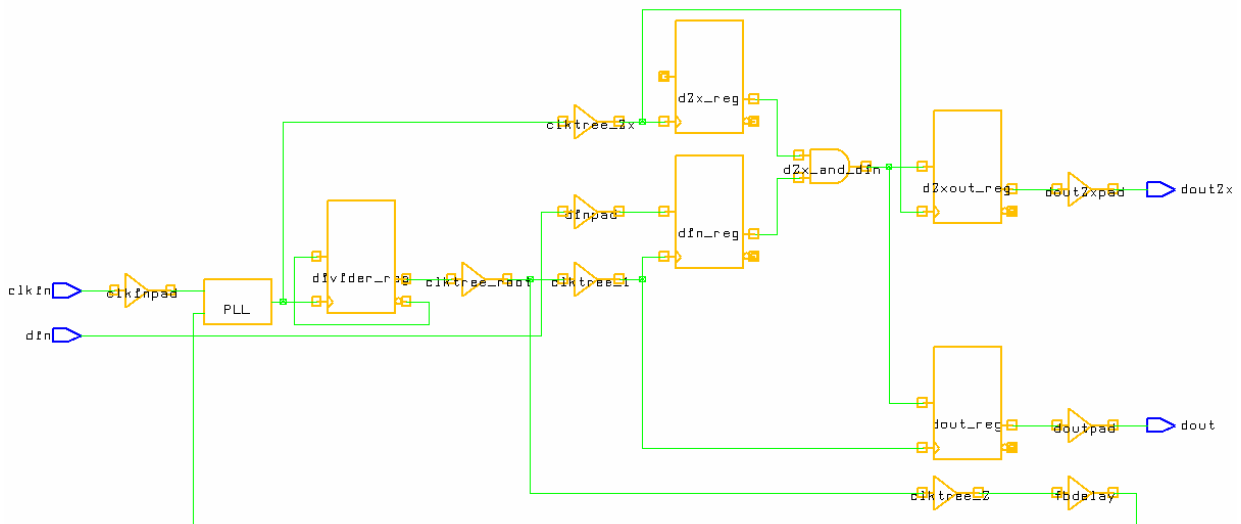 d2x_reg
clktree_2x
d2x_and_din
d2xout_reg
dout2xpad
dout2x
dinpad
din_reg
divider_reg
clktree_root
clktree_1
clkin
clkinpad
PLL
din
dout_reg
doutpad
dout
clktree_2
fbdelay